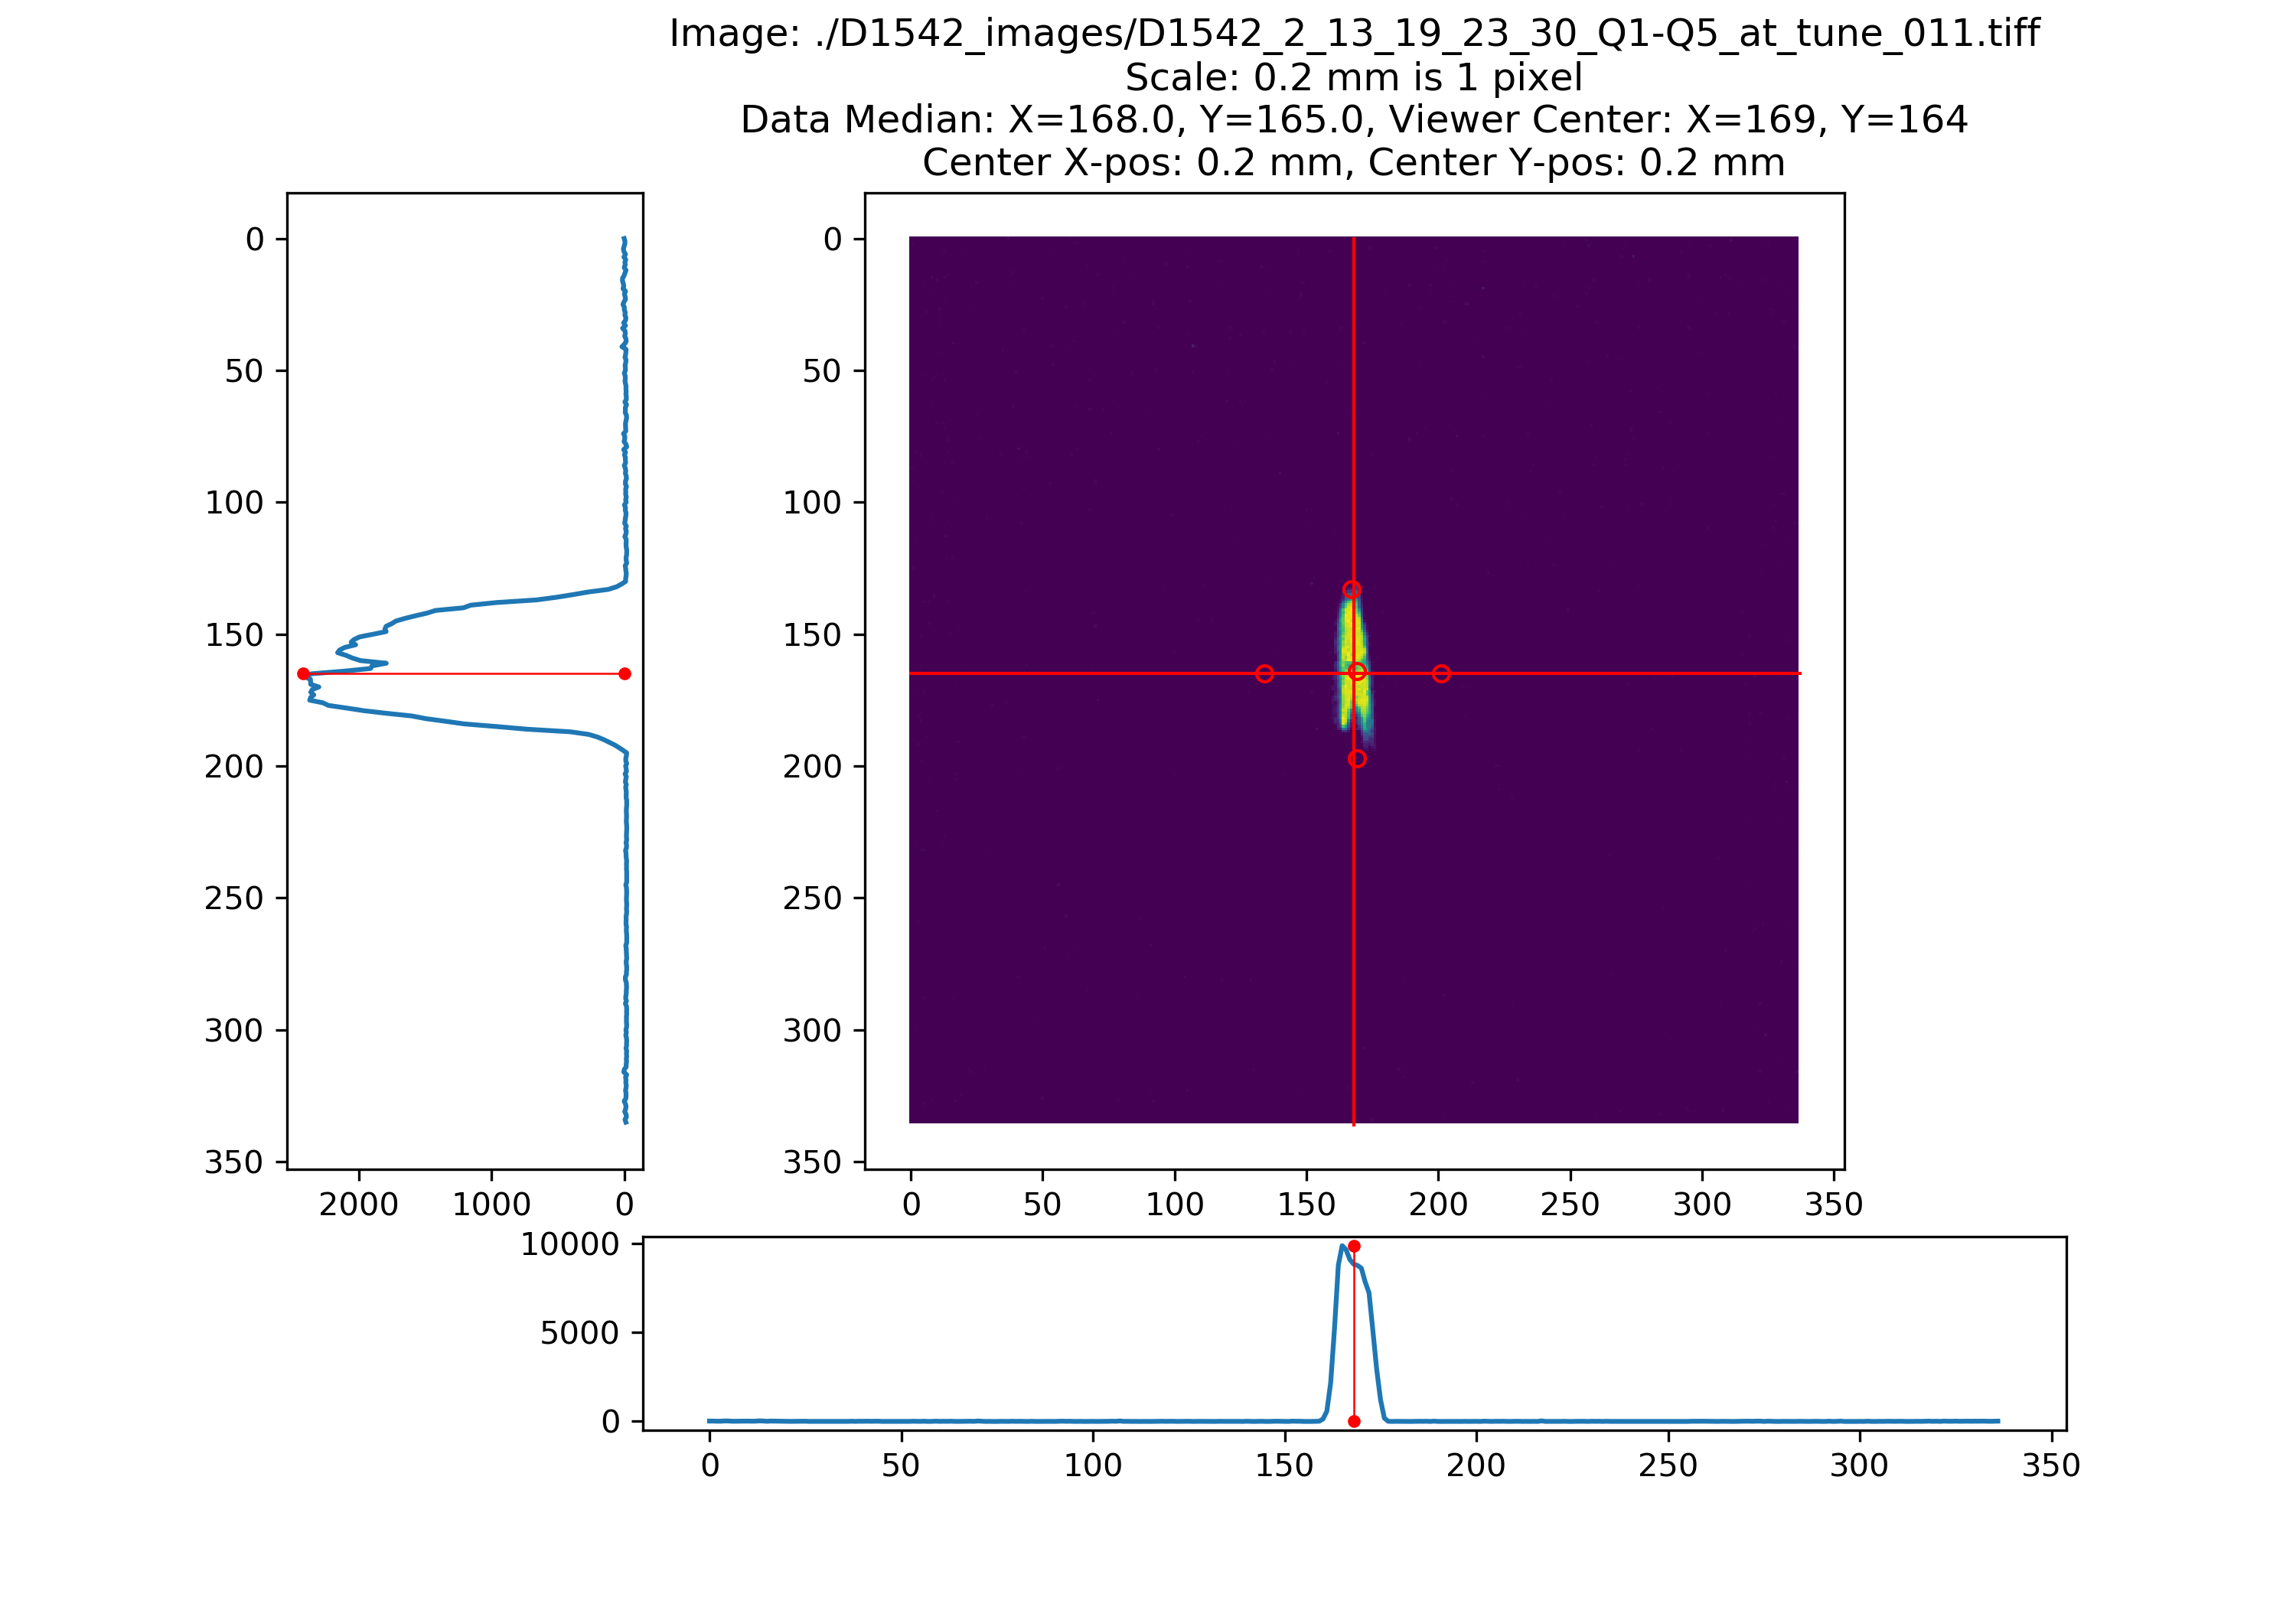 Image: ./D1542_images/D1542_2_13_19_23_30_Q1-Q5_at_tune_011.tiff
Scale: 0.2 mm is 1 pixel
Data Median: X=168.0, Y=165.0, Viewer Center: X=169, Y=164
Center X-pos: 0.2 mm, Center Y-pos: 0.2 mm
0
50
100
150
200
250
300
350
2000 1000 0
0
50
100
150
200
250
300
350
0 50 100 150 200 250 300 350
10000
5000
0
0 50 100 150 200 250 300 350